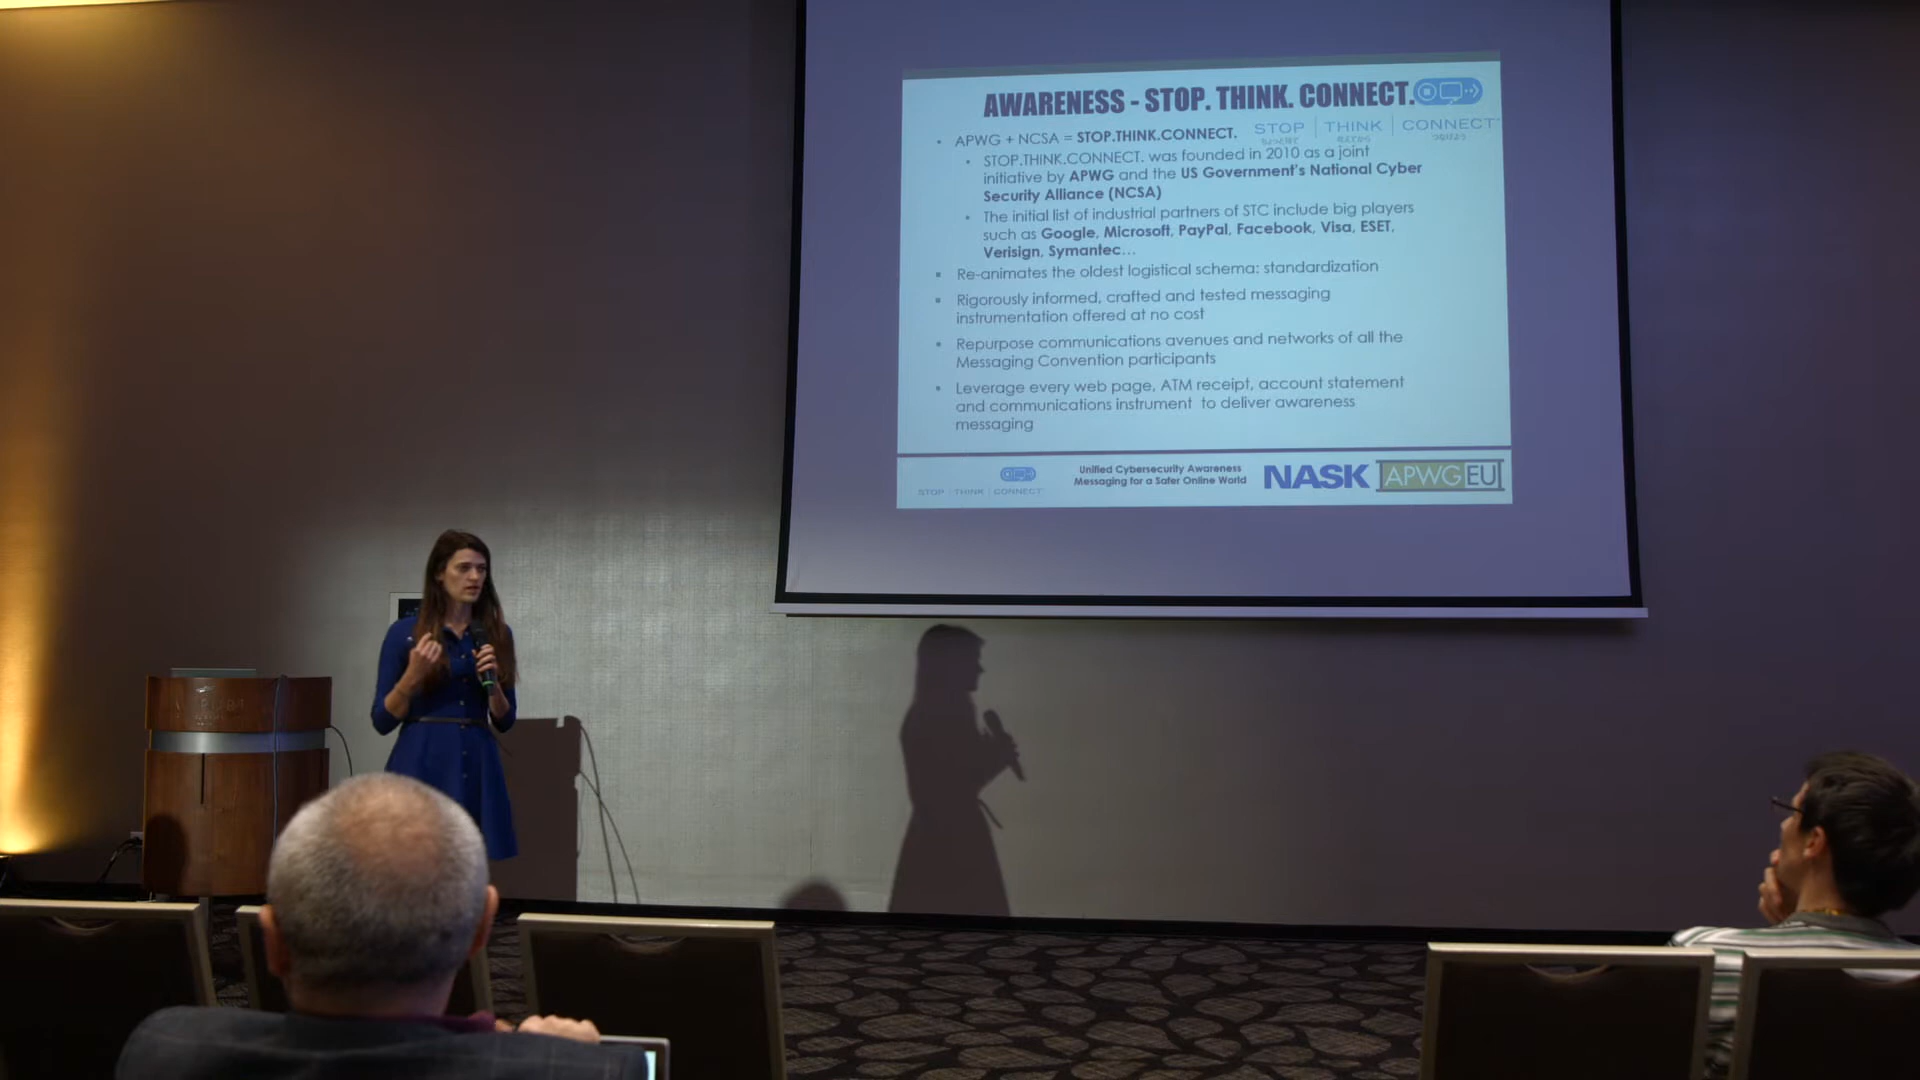 AWARENESS - STOP. THINK. CONNECT.
APWG + NCSA = STOP.THINK.CONNECT.
STOP | THINK | CONNECT
STOP.THINK.CONNECT. was founded in 2010 as a joint
initiative by APWG and the US Government's National Cyber
Security Alliance (NCSA)
The initial list of industrial partners of STC include big players
such as Google, Microsoft, PayPal, Facebook, Visa, ESET,
Verisign, Symantec...
Re-animates the oldest logistical schema: standardization
Rigorously informed, crafted and tested messaging
instrumentation offered at no cost
Repurpose communications avenues and networks of all the
Messaging Convention participants
Leverage every web page, ATM receipt, account statement
and communications instrument to deliver awareness
messaging
STOP | THINK | CONNECT
Unified Cybersecurity Awareness
Messaging for a Safer Online World
NASK
APWG EU